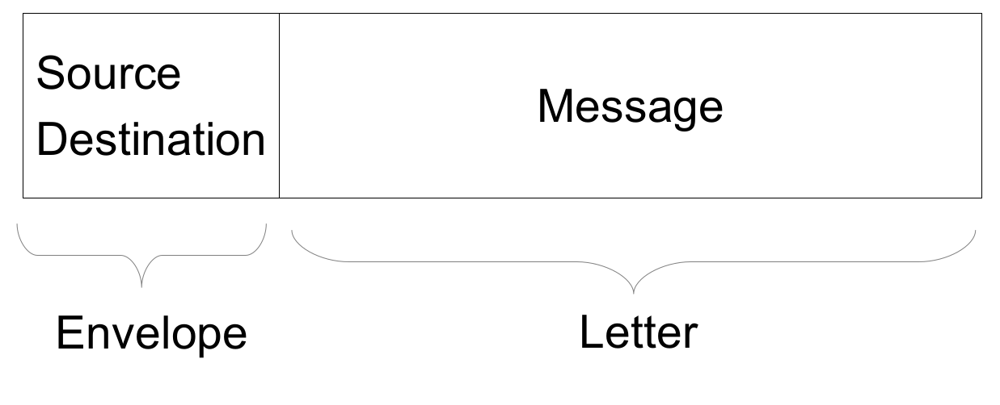 Source
Destination
Message
Envelope
Letter